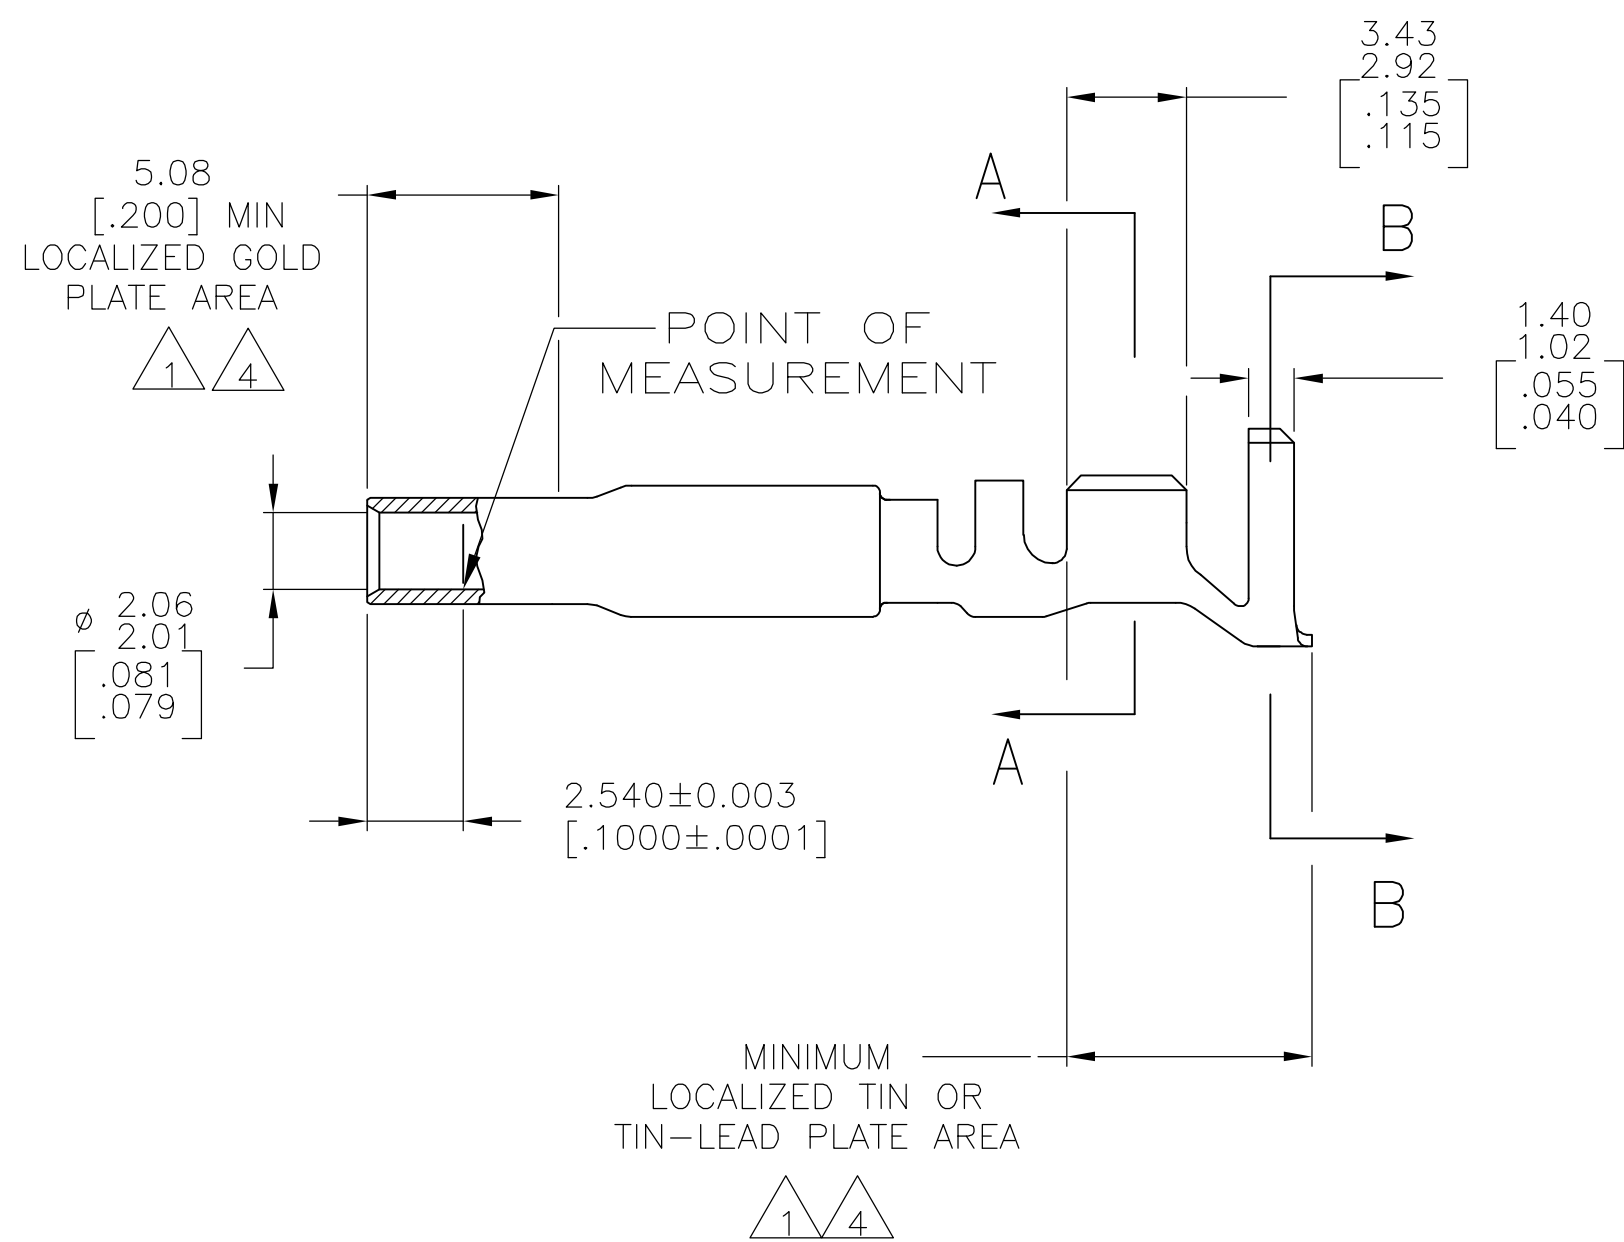 3.43
2.92
[.135
.115]
A
5.08
[.200] MIN
LOCALIZED GOLD
PLATE AREA
1 4
B
POINT OF
MEASUREMENT
1.40
1.02
[.055
.040]
ø 2.06
2.01
[.081
.079]
A
2.540±0.003
[.1000±.0001]
B
MINIMUM
LOCALIZED TIN OR
TIN-LEAD PLATE AREA
1 4